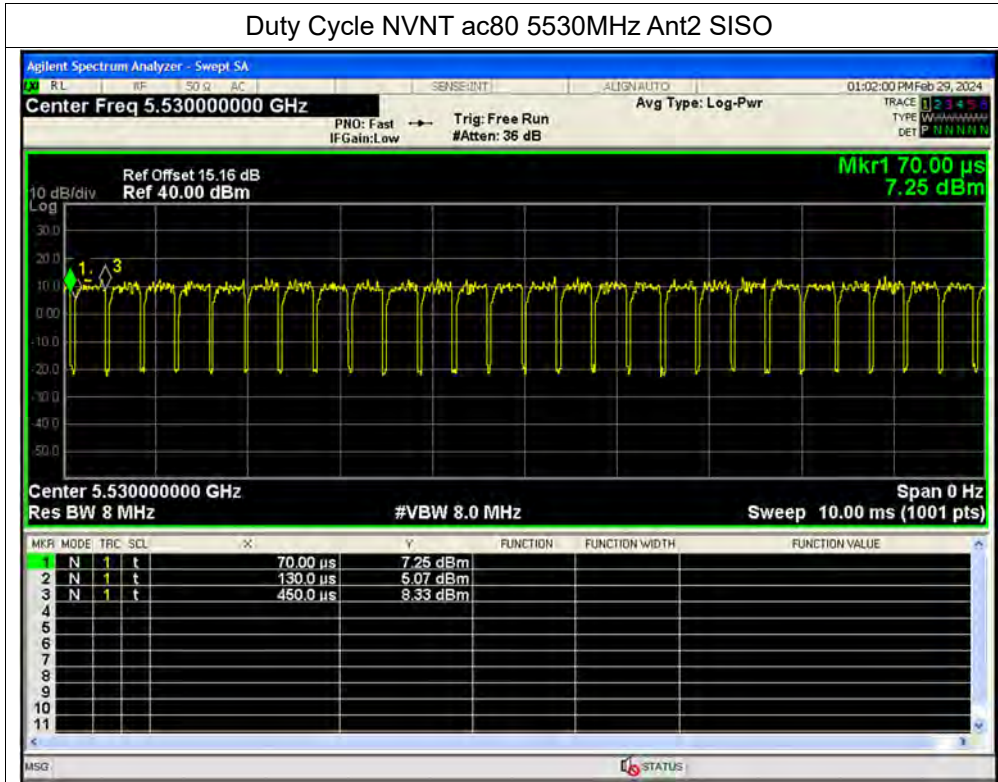 Duty Cycle NVNT ac80 5530MHz Ant2 SISO
Agilent Spectrum Analyzer - Swept SA
LXI RL RF 50 Ω AC SENSE:INT ALIGN AUTO 01:02:00 PM Feb 29, 2024
Center Freq 5.530000000 GHz
Avg Type: Log-Pwr
TRACE 1 2 3 4 5 6
PNO: Fast Trig: Free Run
TYPE W
IFGain:Low #Atten: 36 dB
DET P N N N N N
Mkr1 70.00 µs
7.25 dBm
Ref Offset 15.16 dB
10 dB/div Ref 40.00 dBm
Log
30.0
20.0
10.0
0.00
-10.0
-20.0
-30.0
-40.0
-50.0
1
3
Center 5.530000000 GHz Span 0 Hz
Res BW 8 MHz #VBW 8.0 MHz Sweep 10.00 ms (1001 pts)
MKR MODE TRC SCL X Y FUNCTION FUNCTION WIDTH FUNCTION VALUE
1 N 1 t 70.00 µs 7.25 dBm
2 N 1 t 130.0 µs 5.07 dBm
3 N 1 t 450.0 µs 8.33 dBm
4
5
6
7
8
9
10
11
MSG STATUS